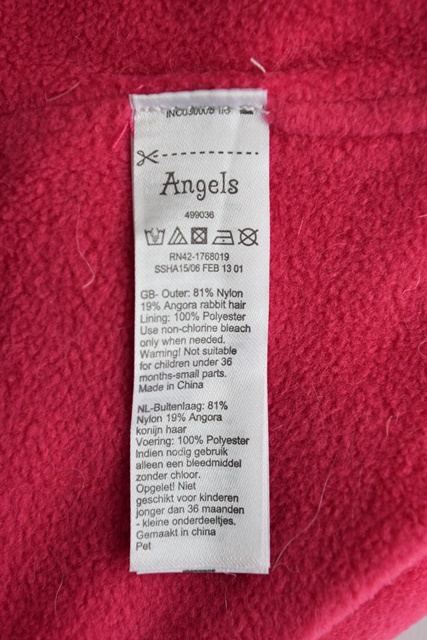 Angels
499036
RN42-1768019
SSHA15/06 FEB 13 01
GB- Outer: 81% Nylon
19% Angora rabbit hair
Lining: 100% Polyester
Use non-chlorine bleach
only when needed.
Warning! Not suitable
for children under 36
months-small parts.
Made in China
NL-Buitenlaag: 81%
Nylon 19% Angora
konijn haar
Voering: 100% Polyester
Indien nodig gebruik
alleen een bleedmiddel
zonder chloor.
Opgelet! Niet
geschikt voor kinderen
jonger dan 36 maanden
- kleine onderdeeltjes.
Gemaakt in china
Pet